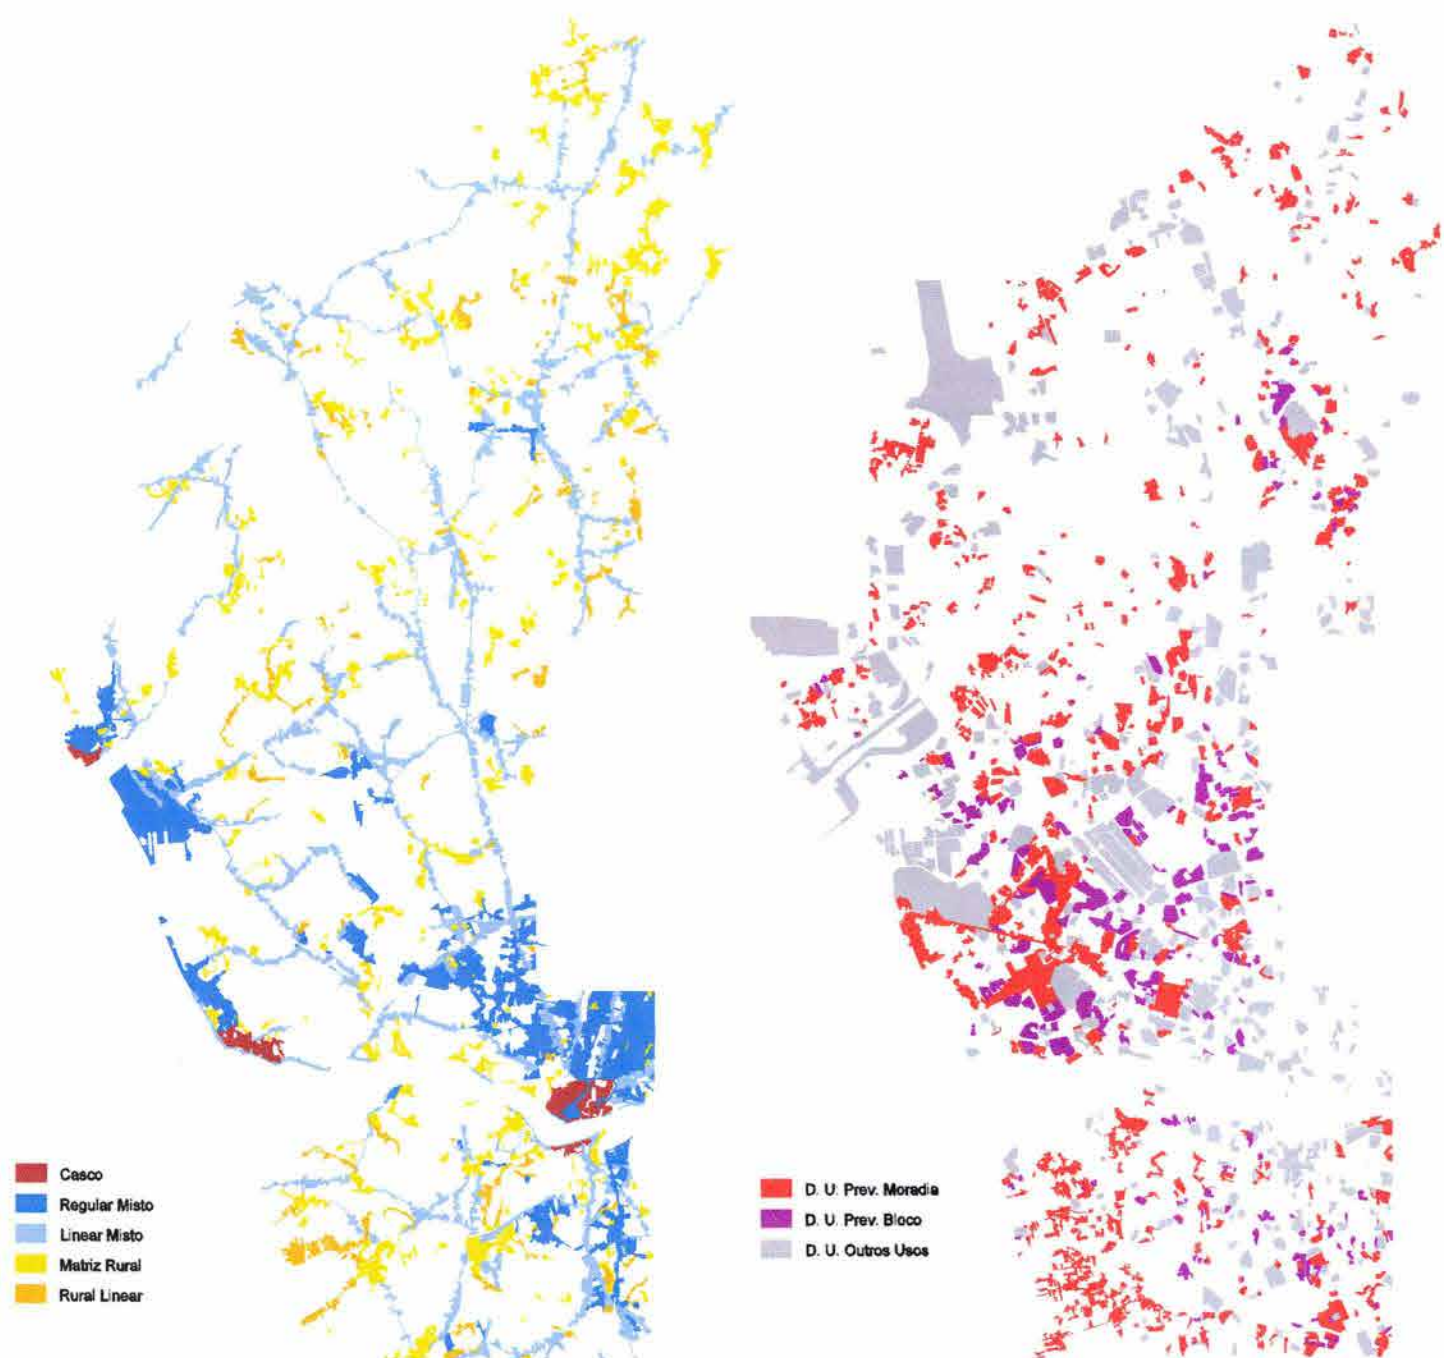 Casco
Regular Misto
Linear Misto
Matriz Rural
Rural Linear
D. U. Prev. Moradia
D. U. Prev. Bloco
D. U. Outros Usos